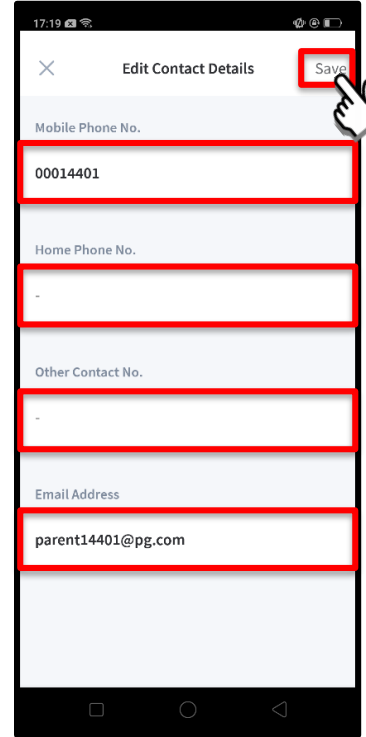 17:19
Edit Contact Details
Save
Mobile Phone No.
00014401
Home Phone No.
-
Other Contact No.
-
Email Address
parent14401@pg.com